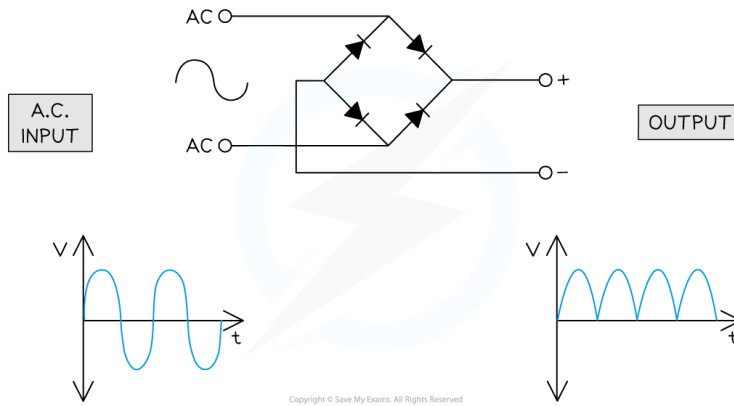 AC
+
A.C.
INPUT
OUTPUT
AC
−
V
t
V
t
Copyright © Save My Exams. All Rights Reserved